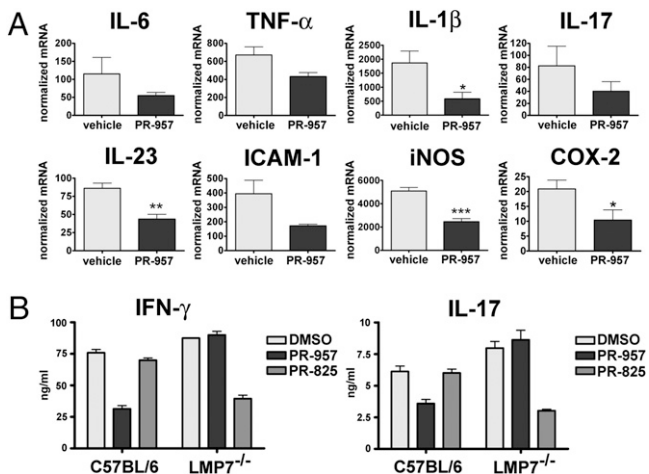 A
IL-6
normalized mRNA
200
150
100
50
0
vehicle PR-957
TNF-α
normalized mRNA
800
600
400
200
0
vehicle PR-957
IL-1β
normalized mRNA
2500
2000
1500
1000
500
0
*
vehicle PR-957
IL-17
normalized mRNA
120
100
80
60
40
20
0
vehicle PR-957
IL-23
normalized mRNA
100
75
50
25
0
**
vehicle PR-957
ICAM-1
normalized mRNA
500
400
300
200
100
0
vehicle PR-957
iNOS
normalized mRNA
6000
4000
2000
0
***
vehicle PR-957
COX-2
normalized mRNA
25
20
15
10
5
0
*
vehicle PR-957
B
IFN-γ
ng/ml
100
75
50
25
0
C57BL/6 LMP7-/-
DMSO
PR-957
PR-825
IL-17
ng/ml
10
7.5
5
2.5
0
C57BL/6 LMP7-/-
DMSO
PR-957
PR-825